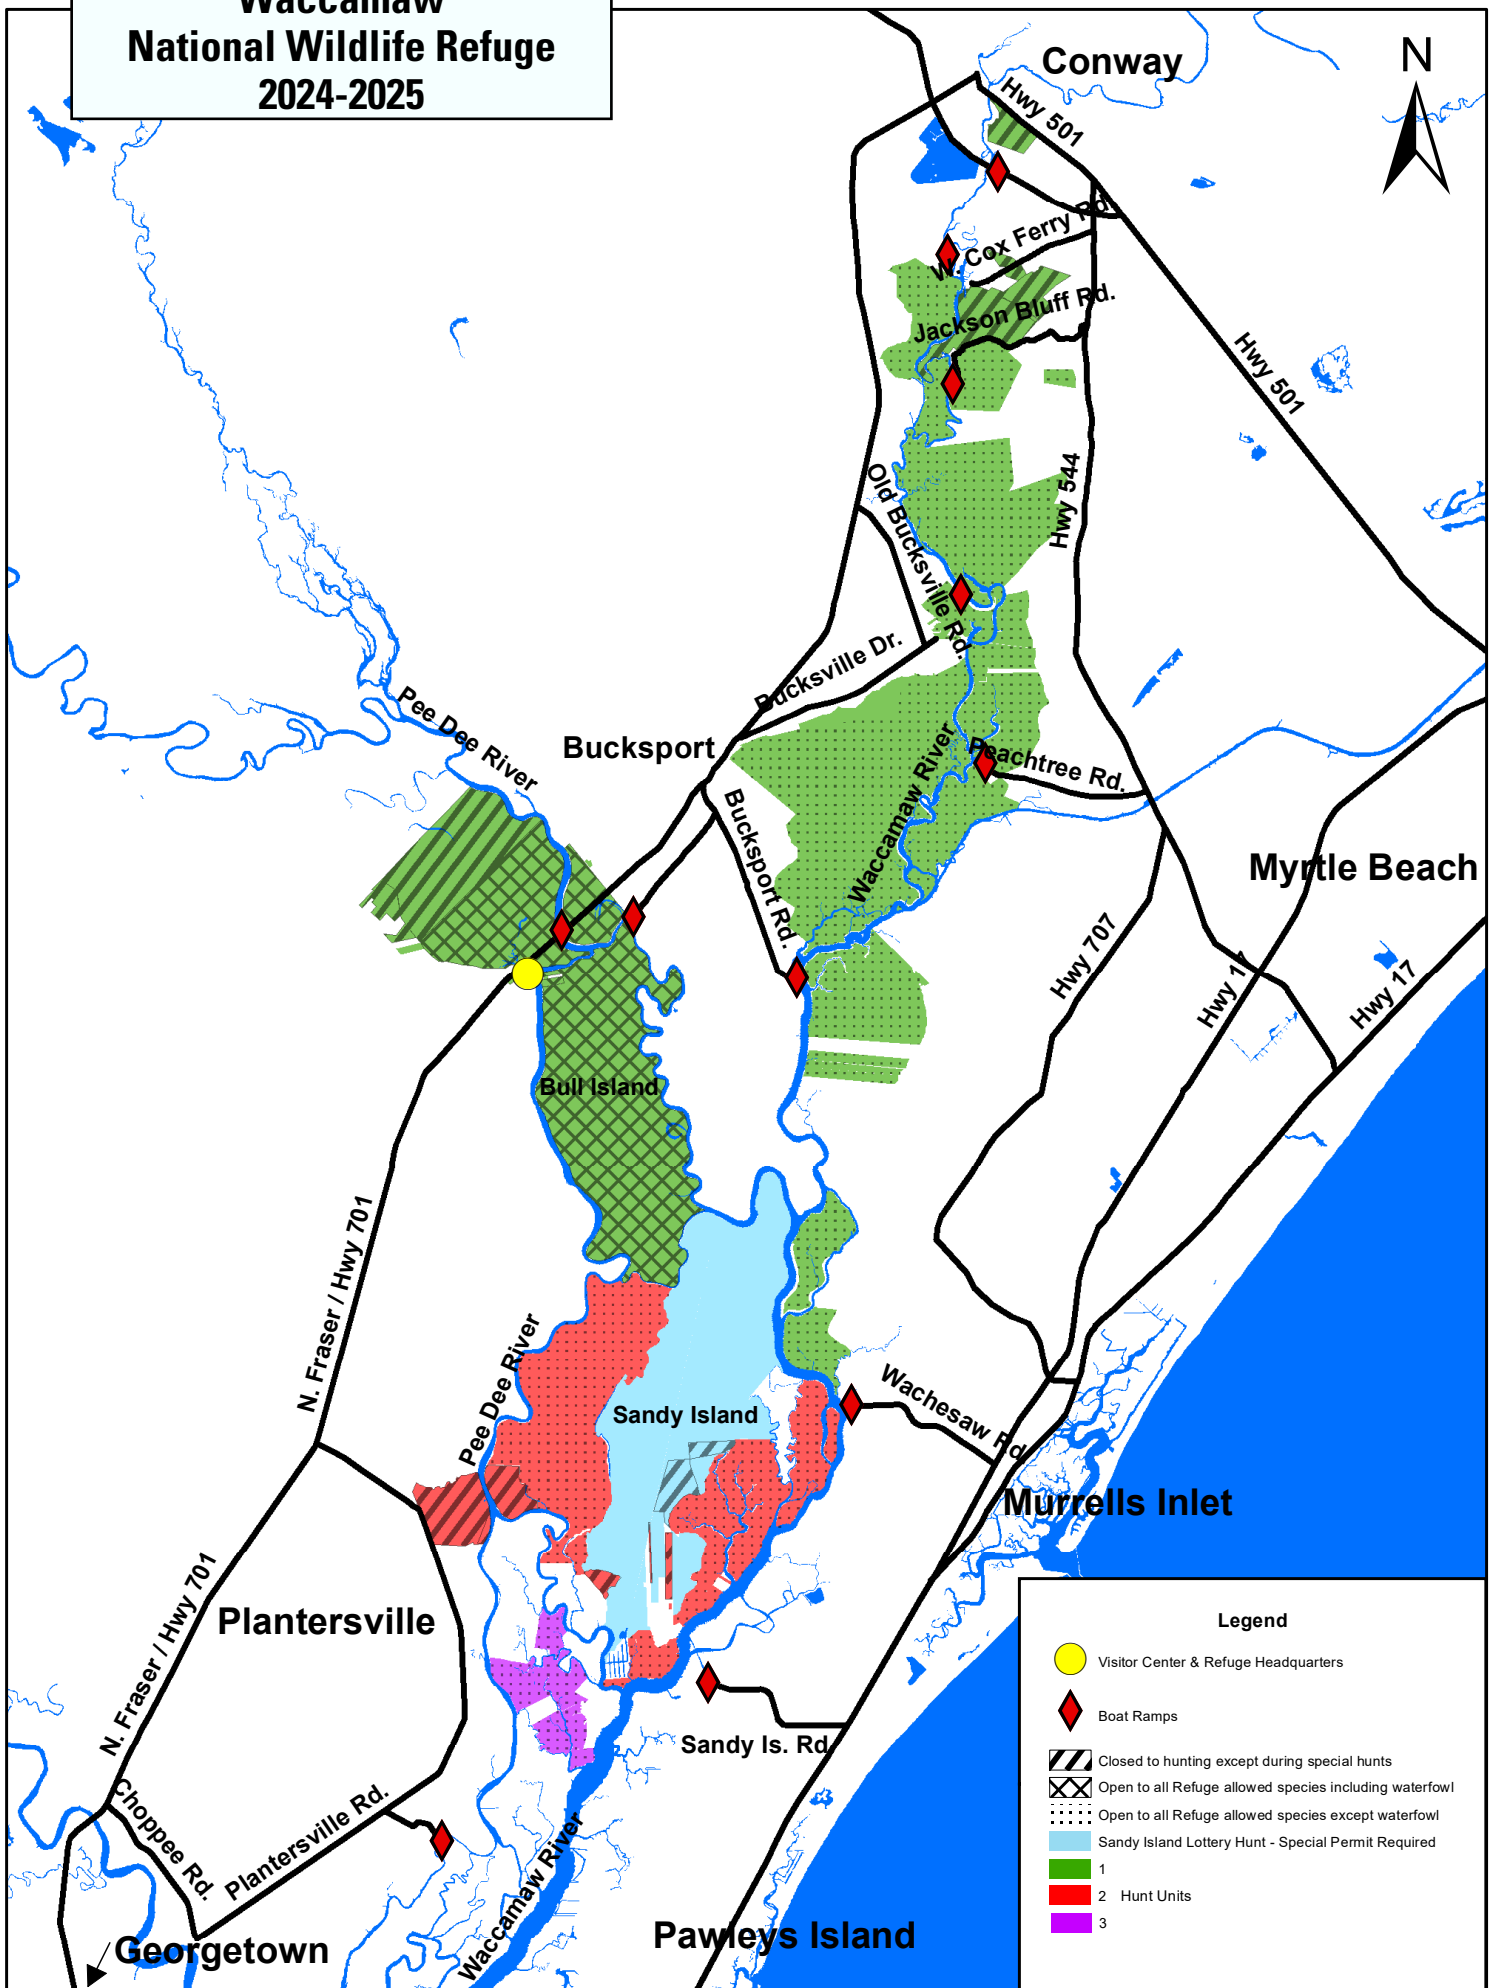 Waccamaw
National Wildlife Refuge
2024-2025
Conway
N
Hwy 501
W. Cox Ferry Rd.
Jackson Bluff Rd.
Hwy 501
Old Bucksville Rd.
Hwy 544
Bucksville Dr.
Pee Dee River
Bucksport
Waccamaw River
Peachtree Rd.
Bucksport Rd.
Myrtle Beach
Hwy 707
Hwy 17
Hwy 17
Bull Island
N. Fraser / Hwy 701
Pee Dee River
Sandy Island
Wachesaw Rd
Murrells Inlet
N. Fraser / Hwy 701
Plantersville
Sandy Is. Rd
Choppee Rd.
Plantersville Rd.
Waccamaw River
Georgetown
Pawleys Island
Legend
Visitor Center & Refuge Headquarters
Boat Ramps
Closed to hunting except during special hunts
Open to all Refuge allowed species including waterfowl
Open to all Refuge allowed species except waterfowl
Sandy Island Lottery Hunt - Special Permit Required
1
2 Hunt Units
3